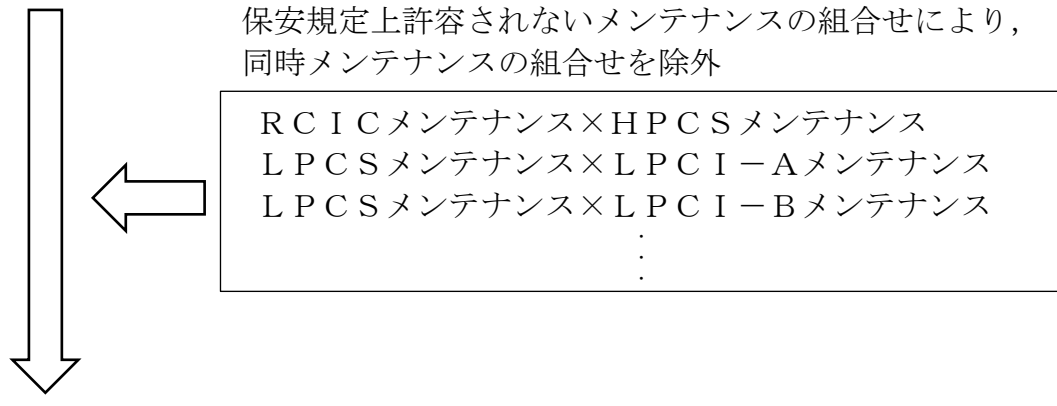 保安規定上許容されないメンテナンスの組合せにより，
同時メンテナンスの組合せを除外
ＲＣＩＣメンテナンス×ＨＰＣＳメンテナンス
ＬＰＣＳメンテナンス×ＬＰＣＩ－Ａメンテナンス
ＬＰＣＳメンテナンス×ＬＰＣＩ－Ｂメンテナンス
．
．
．